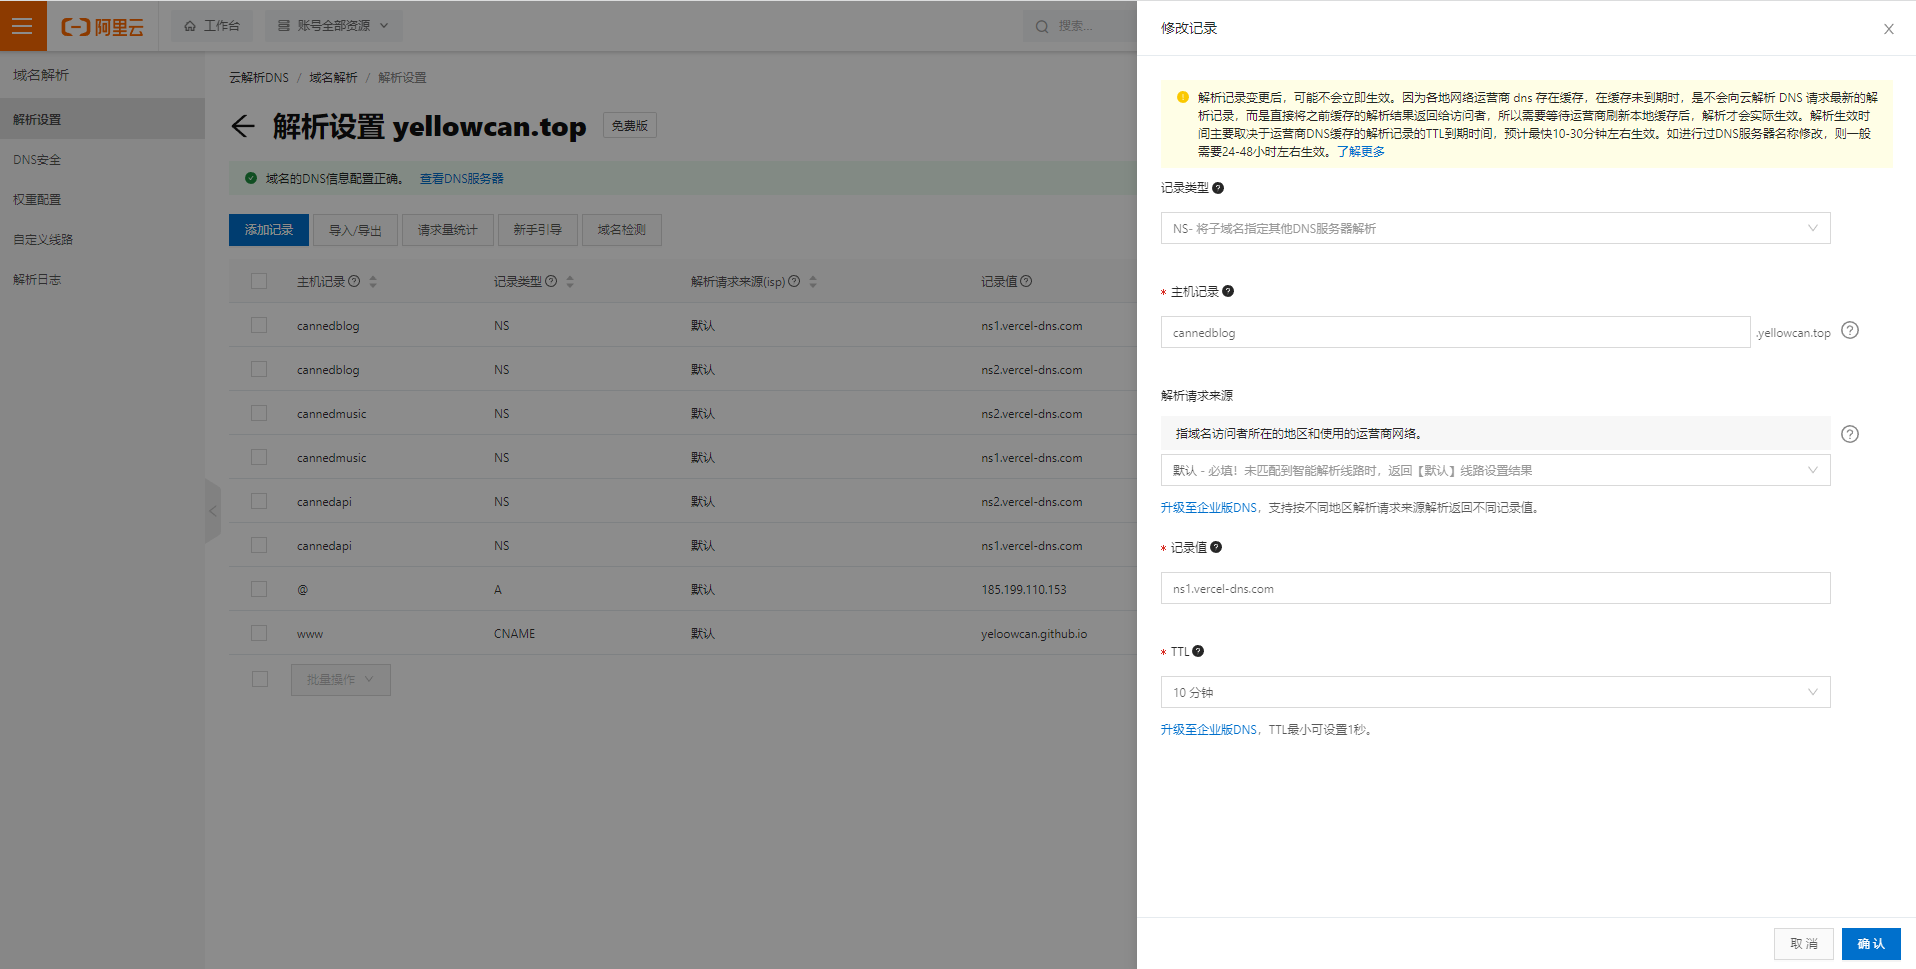 阿里云
工作台
账号全部资源
搜索...
域名解析
解析设置
DNS安全
权重配置
自定义线路
解析日志
云解析DNS / 域名解析 / 解析设置
解析设置 yellowcan.top
免费版
域名的DNS信息配置正确。 查看DNS服务器
添加记录 导入/导出 请求量统计 新手引导 域名检测
主机记录 记录类型 解析请求来源(isp) 记录值
cannedblog NS 默认 ns1.vercel-dns.com
cannedblog NS 默认 ns2.vercel-dns.com
cannedmusic NS 默认 ns2.vercel-dns.com
cannedmusic NS 默认 ns1.vercel-dns.com
cannedapi NS 默认 ns2.vercel-dns.com
cannedapi NS 默认 ns1.vercel-dns.com
@ A 默认 185.199.110.153
www CNAME 默认 yeloowcan.github.io
批量操作
修改记录
解析记录变更后，可能不会立即生效。因为各地网络运营商 dns 存在缓存，在缓存未到期时，是不会向云解析 DNS 请求最新的解
析记录，而是直接将之前缓存的解析结果返回给访问者，所以需要等待运营商刷新本地缓存后，解析才会实际生效。解析生效时
间主要取决于运营商DNS缓存的解析记录的TTL到期时间，预计最快10-30分钟左右生效。如进行过DNS服务器名称修改，则一般
需要24-48小时左右生效。了解更多
记录类型
NS- 将子域名指定其他DNS服务器解析
* 主机记录
cannedblog .yellowcan.top
解析请求来源
指域名访问者所在的地区和使用的运营商网络。
默认 - 必填！未匹配到智能解析线路时，返回【默认】线路设置结果
升级至企业版DNS，支持按不同地区解析请求来源解析返回不同记录值。
* 记录值
ns1.vercel-dns.com
* TTL
10 分钟
升级至企业版DNS，TTL最小可设置1秒。
取消 确认